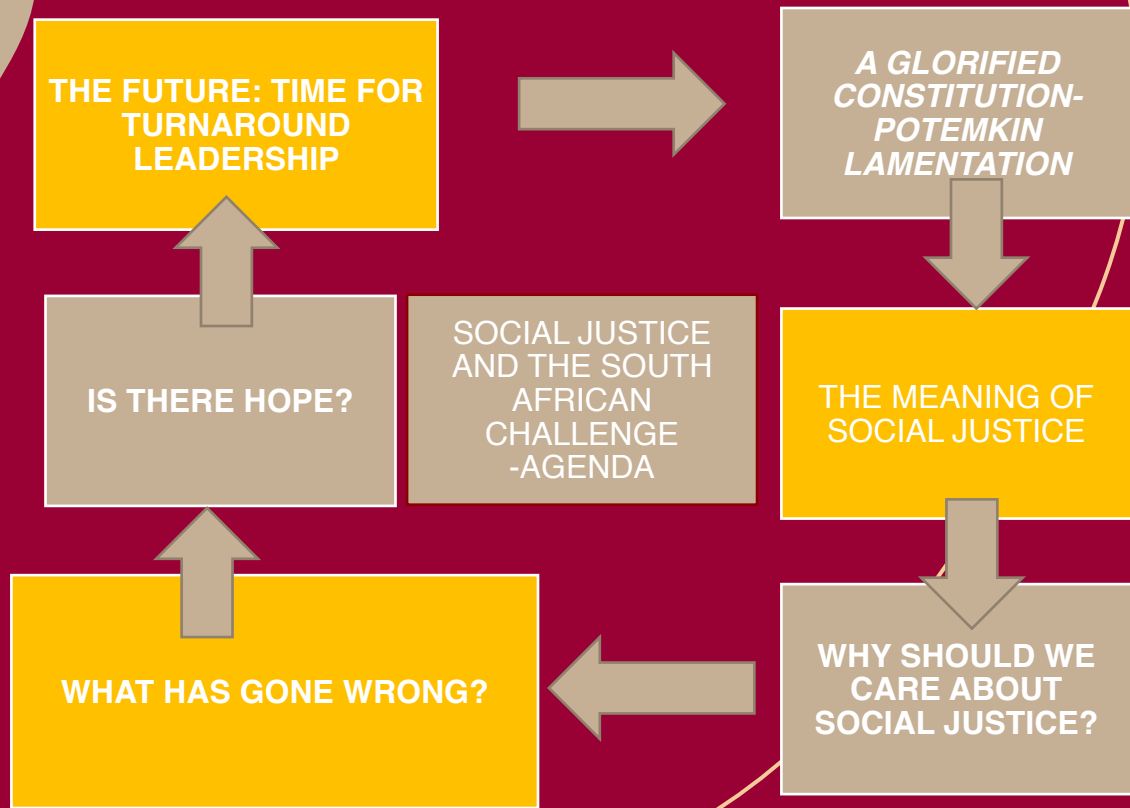 THE FUTURE: TIME FOR
TURNAROUND
LEADERSHIP
A GLORIFIED
CONSTITUTION-
POTEMKIN
LAMENTATION
IS THERE HOPE?
SOCIAL JUSTICE
AND THE SOUTH
AFRICAN
CHALLENGE
-AGENDA
THE MEANING OF
SOCIAL JUSTICE
WHAT HAS GONE WRONG?
WHY SHOULD WE
CARE ABOUT
SOCIAL JUSTICE?